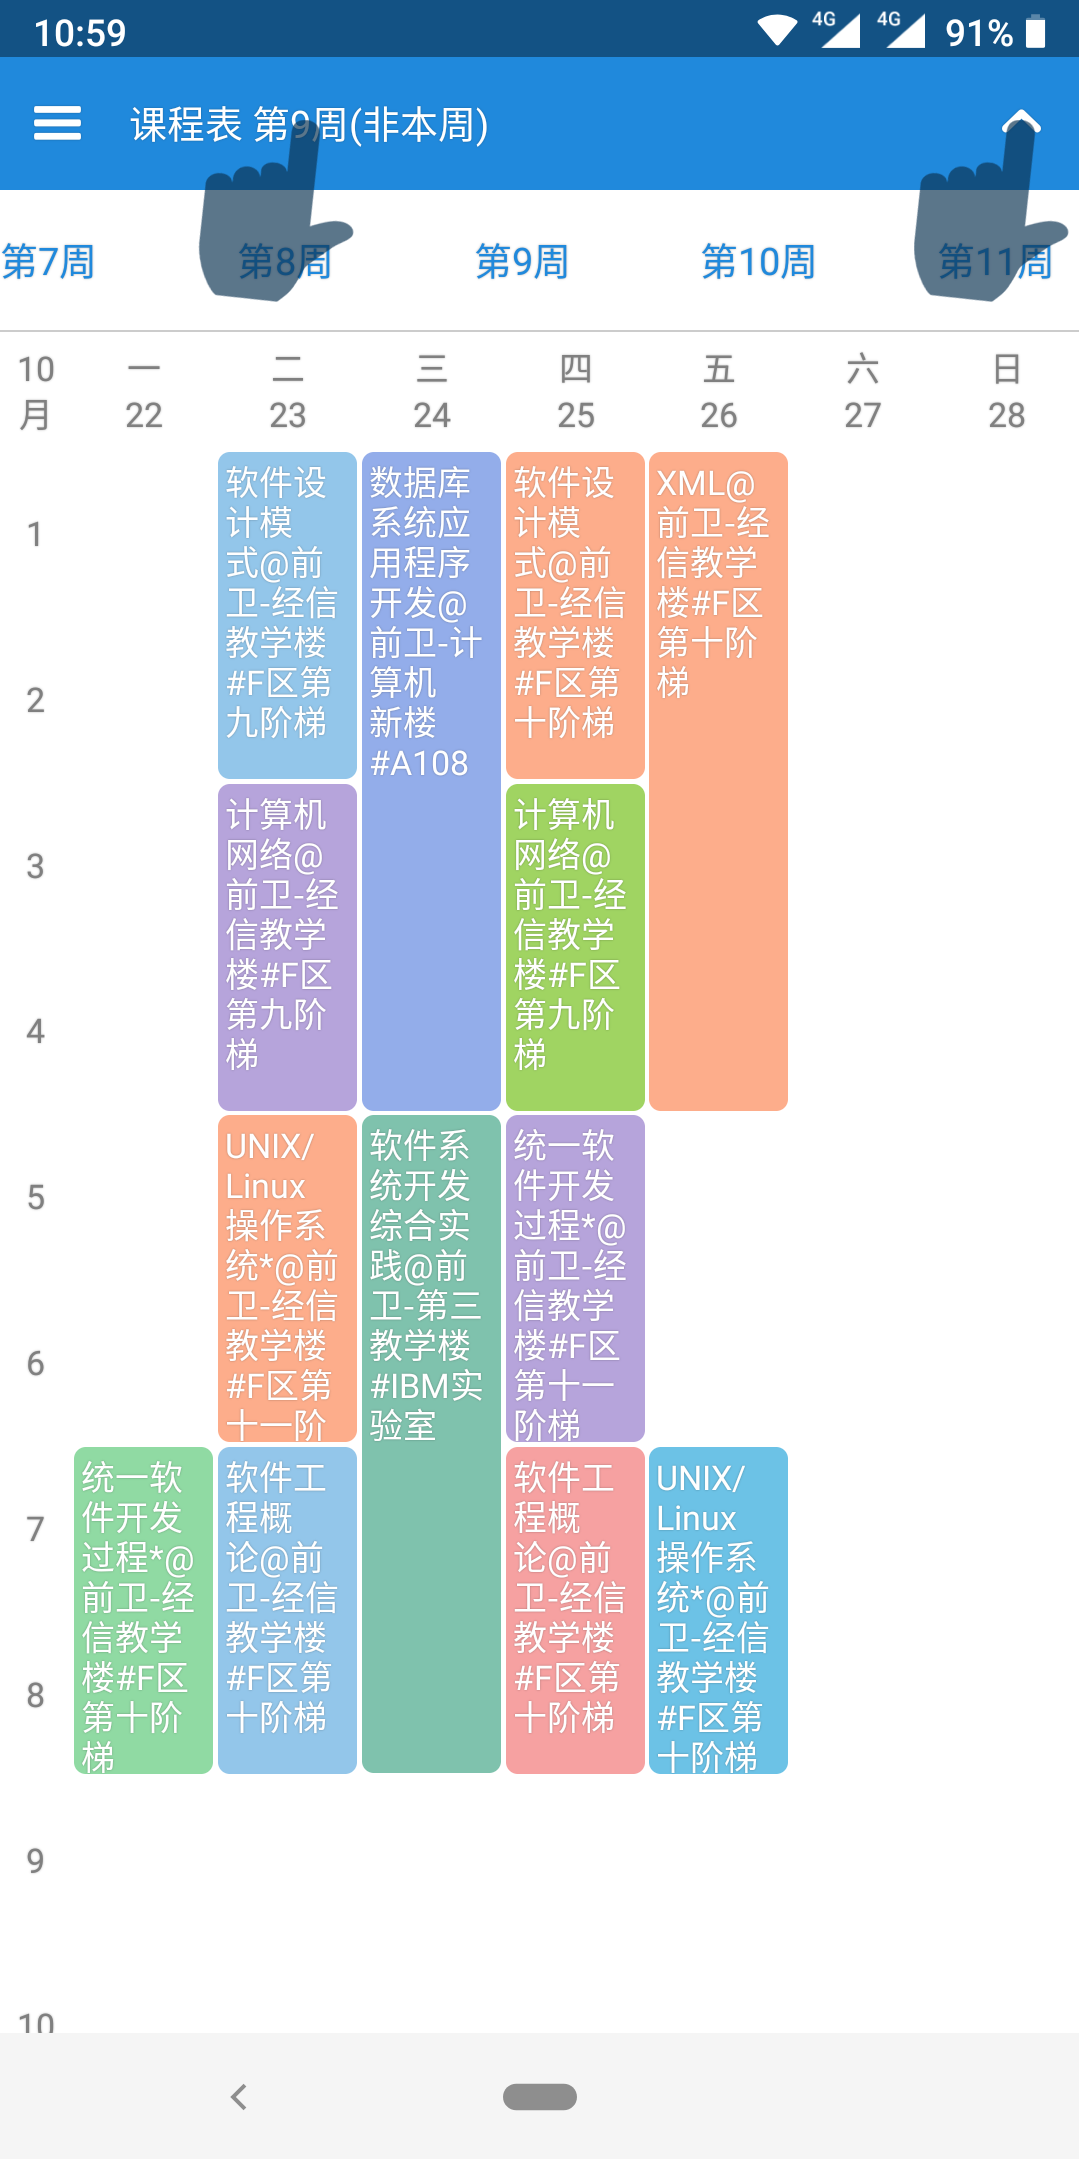 10:59
4G
4G
91%
课程表 第9周(非本周)
第7周
第8周
第9周
第10周
第11周
10
月
一
22
二
23
三
24
四
25
五
26
六
27
日
28
1
2
3
4
5
6
7
8
9
10
统一软
件开发
过程*@
前卫-经
信教学
楼#F区
第十阶
梯
软件设
计模
式@前
卫-经信
教学楼
#F区第
九阶梯
计算机
网络@
前卫-经
信教学
楼#F区
第九阶
梯
UNIX/
Linux
操作系
统*@前
卫-经信
教学楼
#F区第
十一阶
软件工
程概
论@前
卫-经信
教学楼
#F区第
十阶梯
数据库
系统应
用程序
开发@
前卫-计
算机
新楼
#A108
软件系
统开发
综合实
践@前
卫-第三
教学楼
#IBM实
验室
软件设
计模
式@前
卫-经信
教学楼
#F区第
十阶梯
计算机
网络@
前卫-经
信教学
楼#F区
第九阶
梯
统一软
件开发
过程*@
前卫-经
信教学
楼#F区
第十一
阶梯
软件工
程概
论@前
卫-经信
教学楼
#F区第
十阶梯
XML@
前卫-经
信教学
楼#F区
第十阶
梯
UNIX/
Linux
操作系
统*@前
卫-经信
教学楼
#F区第
十阶梯